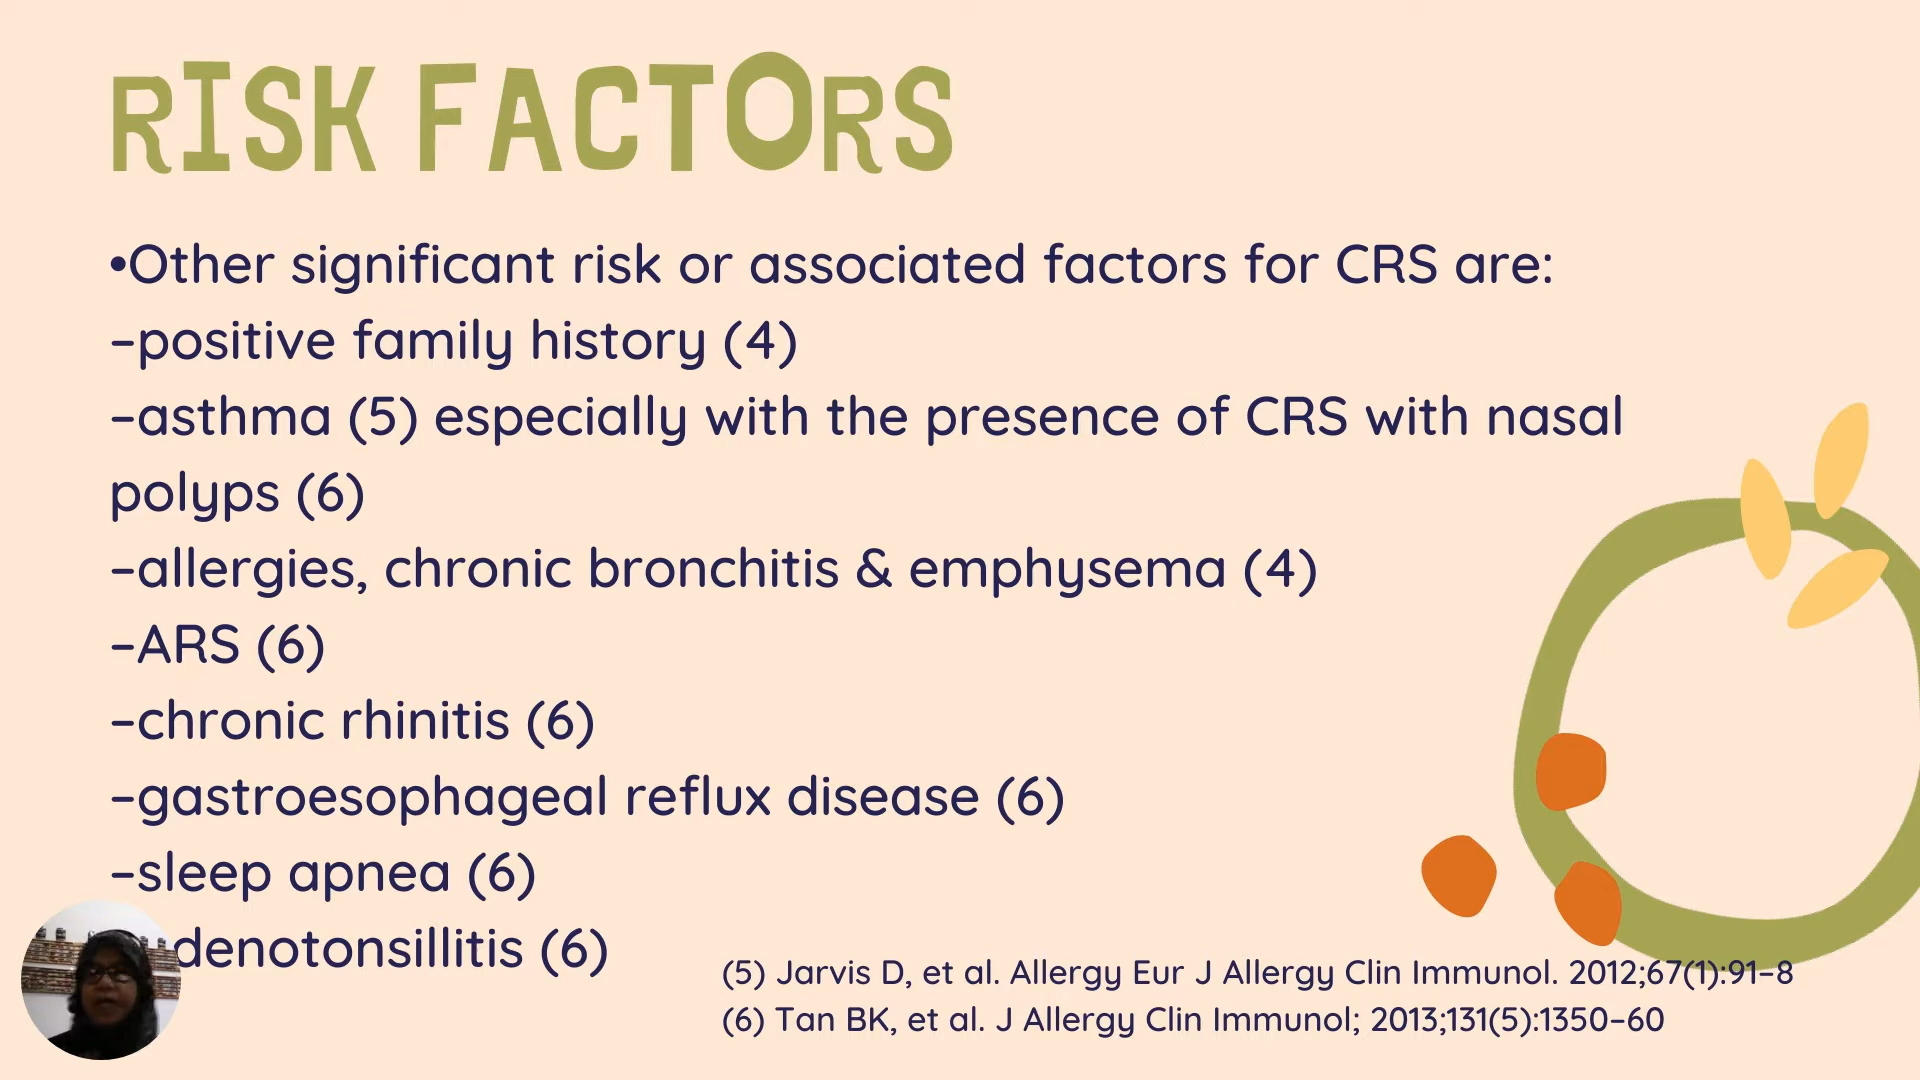 RISK FACTORS
•Other significant risk or associated factors for CRS are:
–positive family history (4)
–asthma (5) especially with the presence of CRS with nasal
polyps (6)
–allergies, chronic bronchitis & emphysema (4)
–ARS (6)
–chronic rhinitis (6)
–gastroesophageal reflux disease (6)
–sleep apnea (6)
denotonsillitis (6)
(5) Jarvis D, et al. Allergy Eur J Allergy Clin Immunol. 2012;67(1):91–8
(6) Tan BK, et al. J Allergy Clin Immunol; 2013;131(5):1350–60